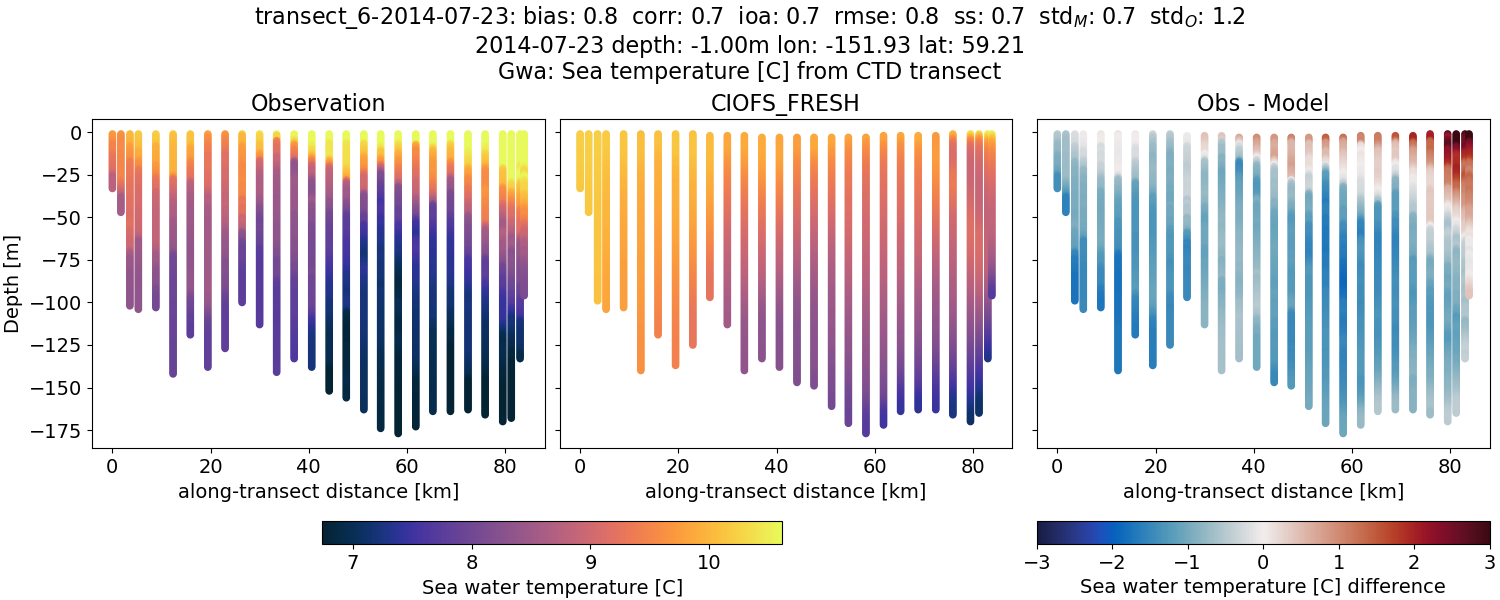 transect_6-2014-07-23: bias: 0.8 corr: 0.7 ioa: 0.7 rmse: 0.8 ss: 0.7 std_M: 0.7 std_O: 1.2
2014-07-23 depth: -1.00m lon: -151.93 lat: 59.21
Gwa: Sea temperature [C] from CTD transect
Observation
CIOFS_FRESH
Obs - Model
Depth [m]
0
−25
−50
−75
−100
−125
−150
−175
0 20 40 60 80
along-transect distance [km]
0 20 40 60 80
along-transect distance [km]
0 20 40 60 80
along-transect distance [km]
7 8 9 10
Sea water temperature [C]
−3 −2 −1 0 1 2 3
Sea water temperature [C] difference